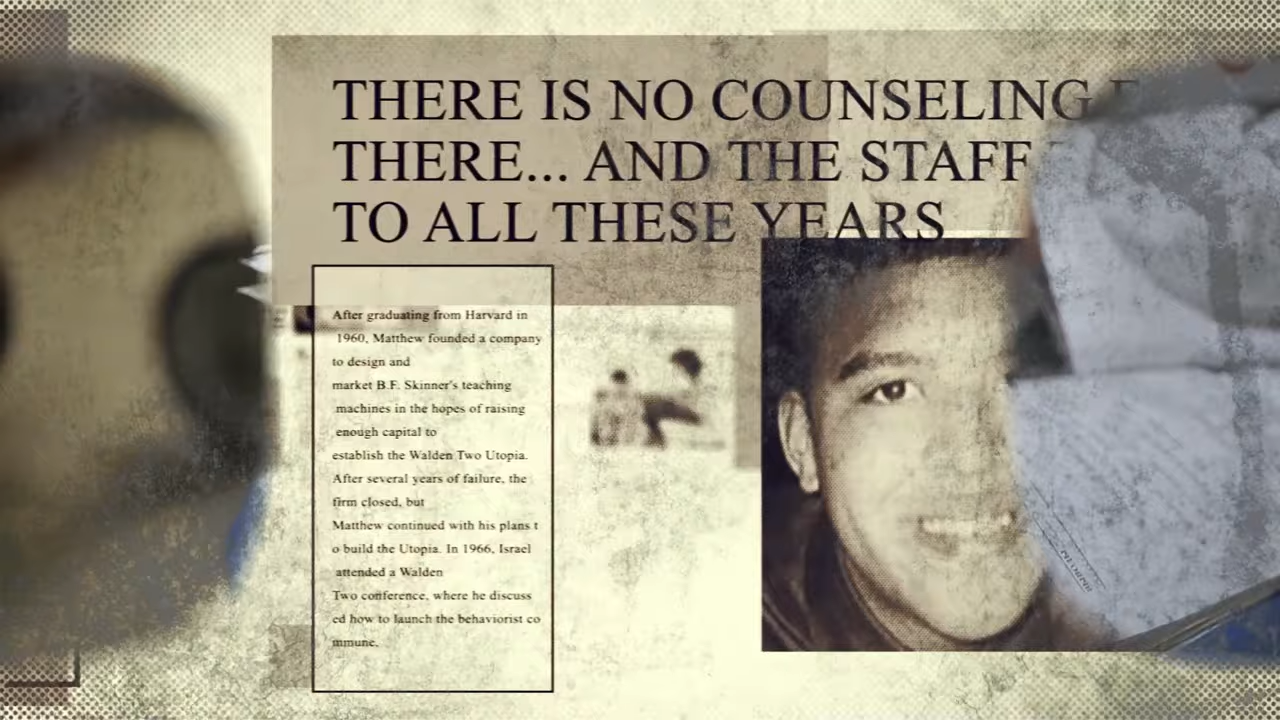 THERE IS NO COUNSELING
THERE... AND THE STAFF
TO ALL THESE YEARS
After graduating from Harvard in
1960, Matthew founded a company
to design and
market B.F. Skinner's teaching
machines in the hopes of raising
enough capital to
establish the Walden Two Utopia.
After several years of failure, the
firm closed, but
Matthew continued with his plans t
o build the Utopia. In 1966, Israel
attended a Walden
Two conference, where he discuss
ed how to launch the behaviorist co
mmune.